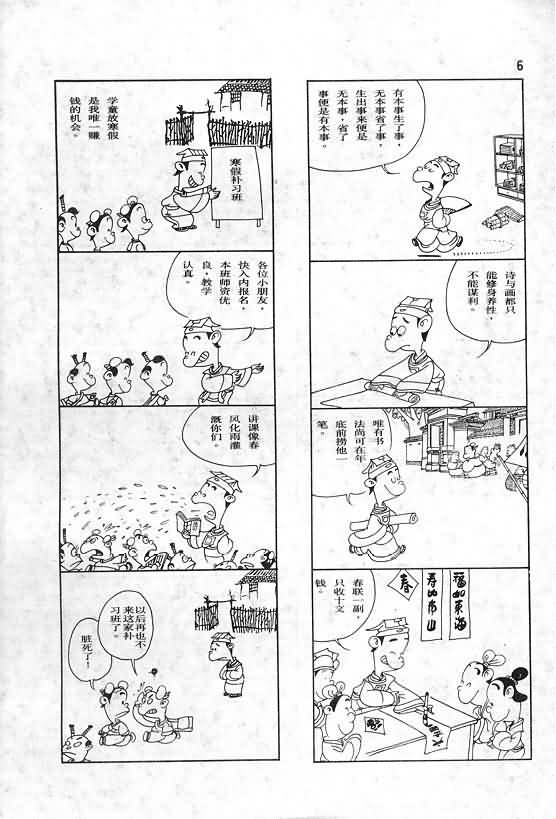 6
有本事生了事，
无本事省了事，
生出事来便是
无本事，省了
事便是有本事。
诗与画都只
能修身养性，
不能谋利。
唯有书
法尚可在年
底前捞他一
笔。
春联一副，
只收十文
钱。
福如東海
寿比南山
春
学童放寒假
是我唯一赚
钱的机会。
寒假补习班
各位小朋友，
快入内报名，
本班师资优
良，教学
认真。
讲课像春
风化雨灌
溉你们。
以后再也不
来这家补
习班了。
脏死了！